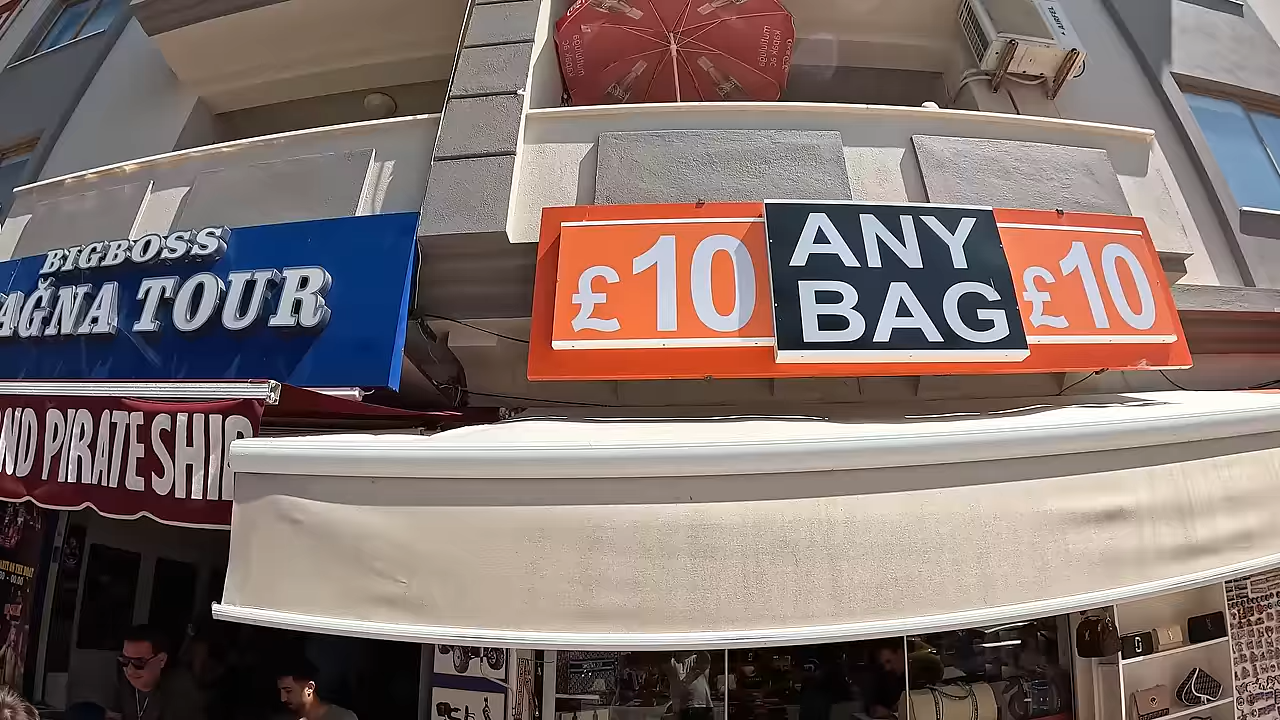 BIGBOSS
AĞNA TOUR
ND PIRATE SHIP
£10
ANY
BAG
£10